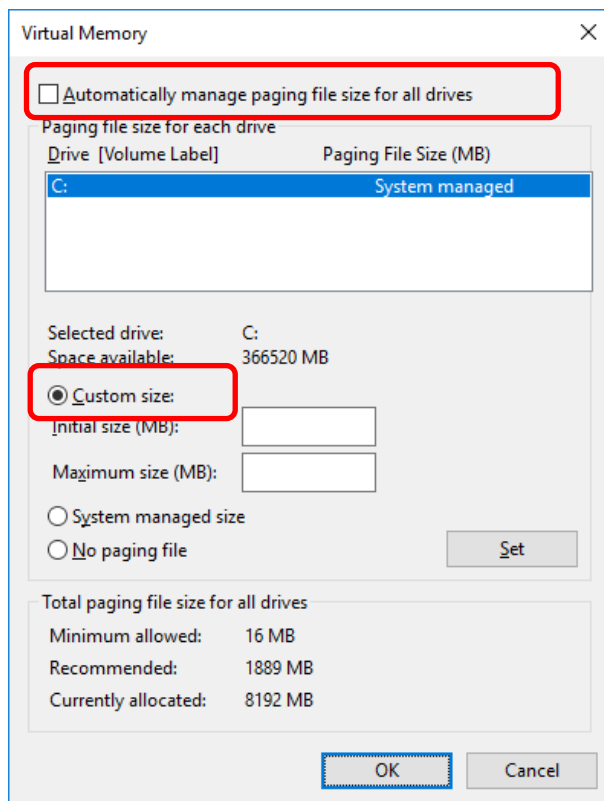 Virtual Memory
Automatically manage paging file size for all drives
Paging file size for each drive
Drive [Volume Label] Paging File Size (MB)
C: System managed
Selected drive: C:
Space available: 366520 MB
Custom size:
Initial size (MB):
Maximum size (MB):
System managed size
No paging file Set
Total paging file size for all drives
Minimum allowed: 16 MB
Recommended: 1889 MB
Currently allocated: 8192 MB
OK Cancel